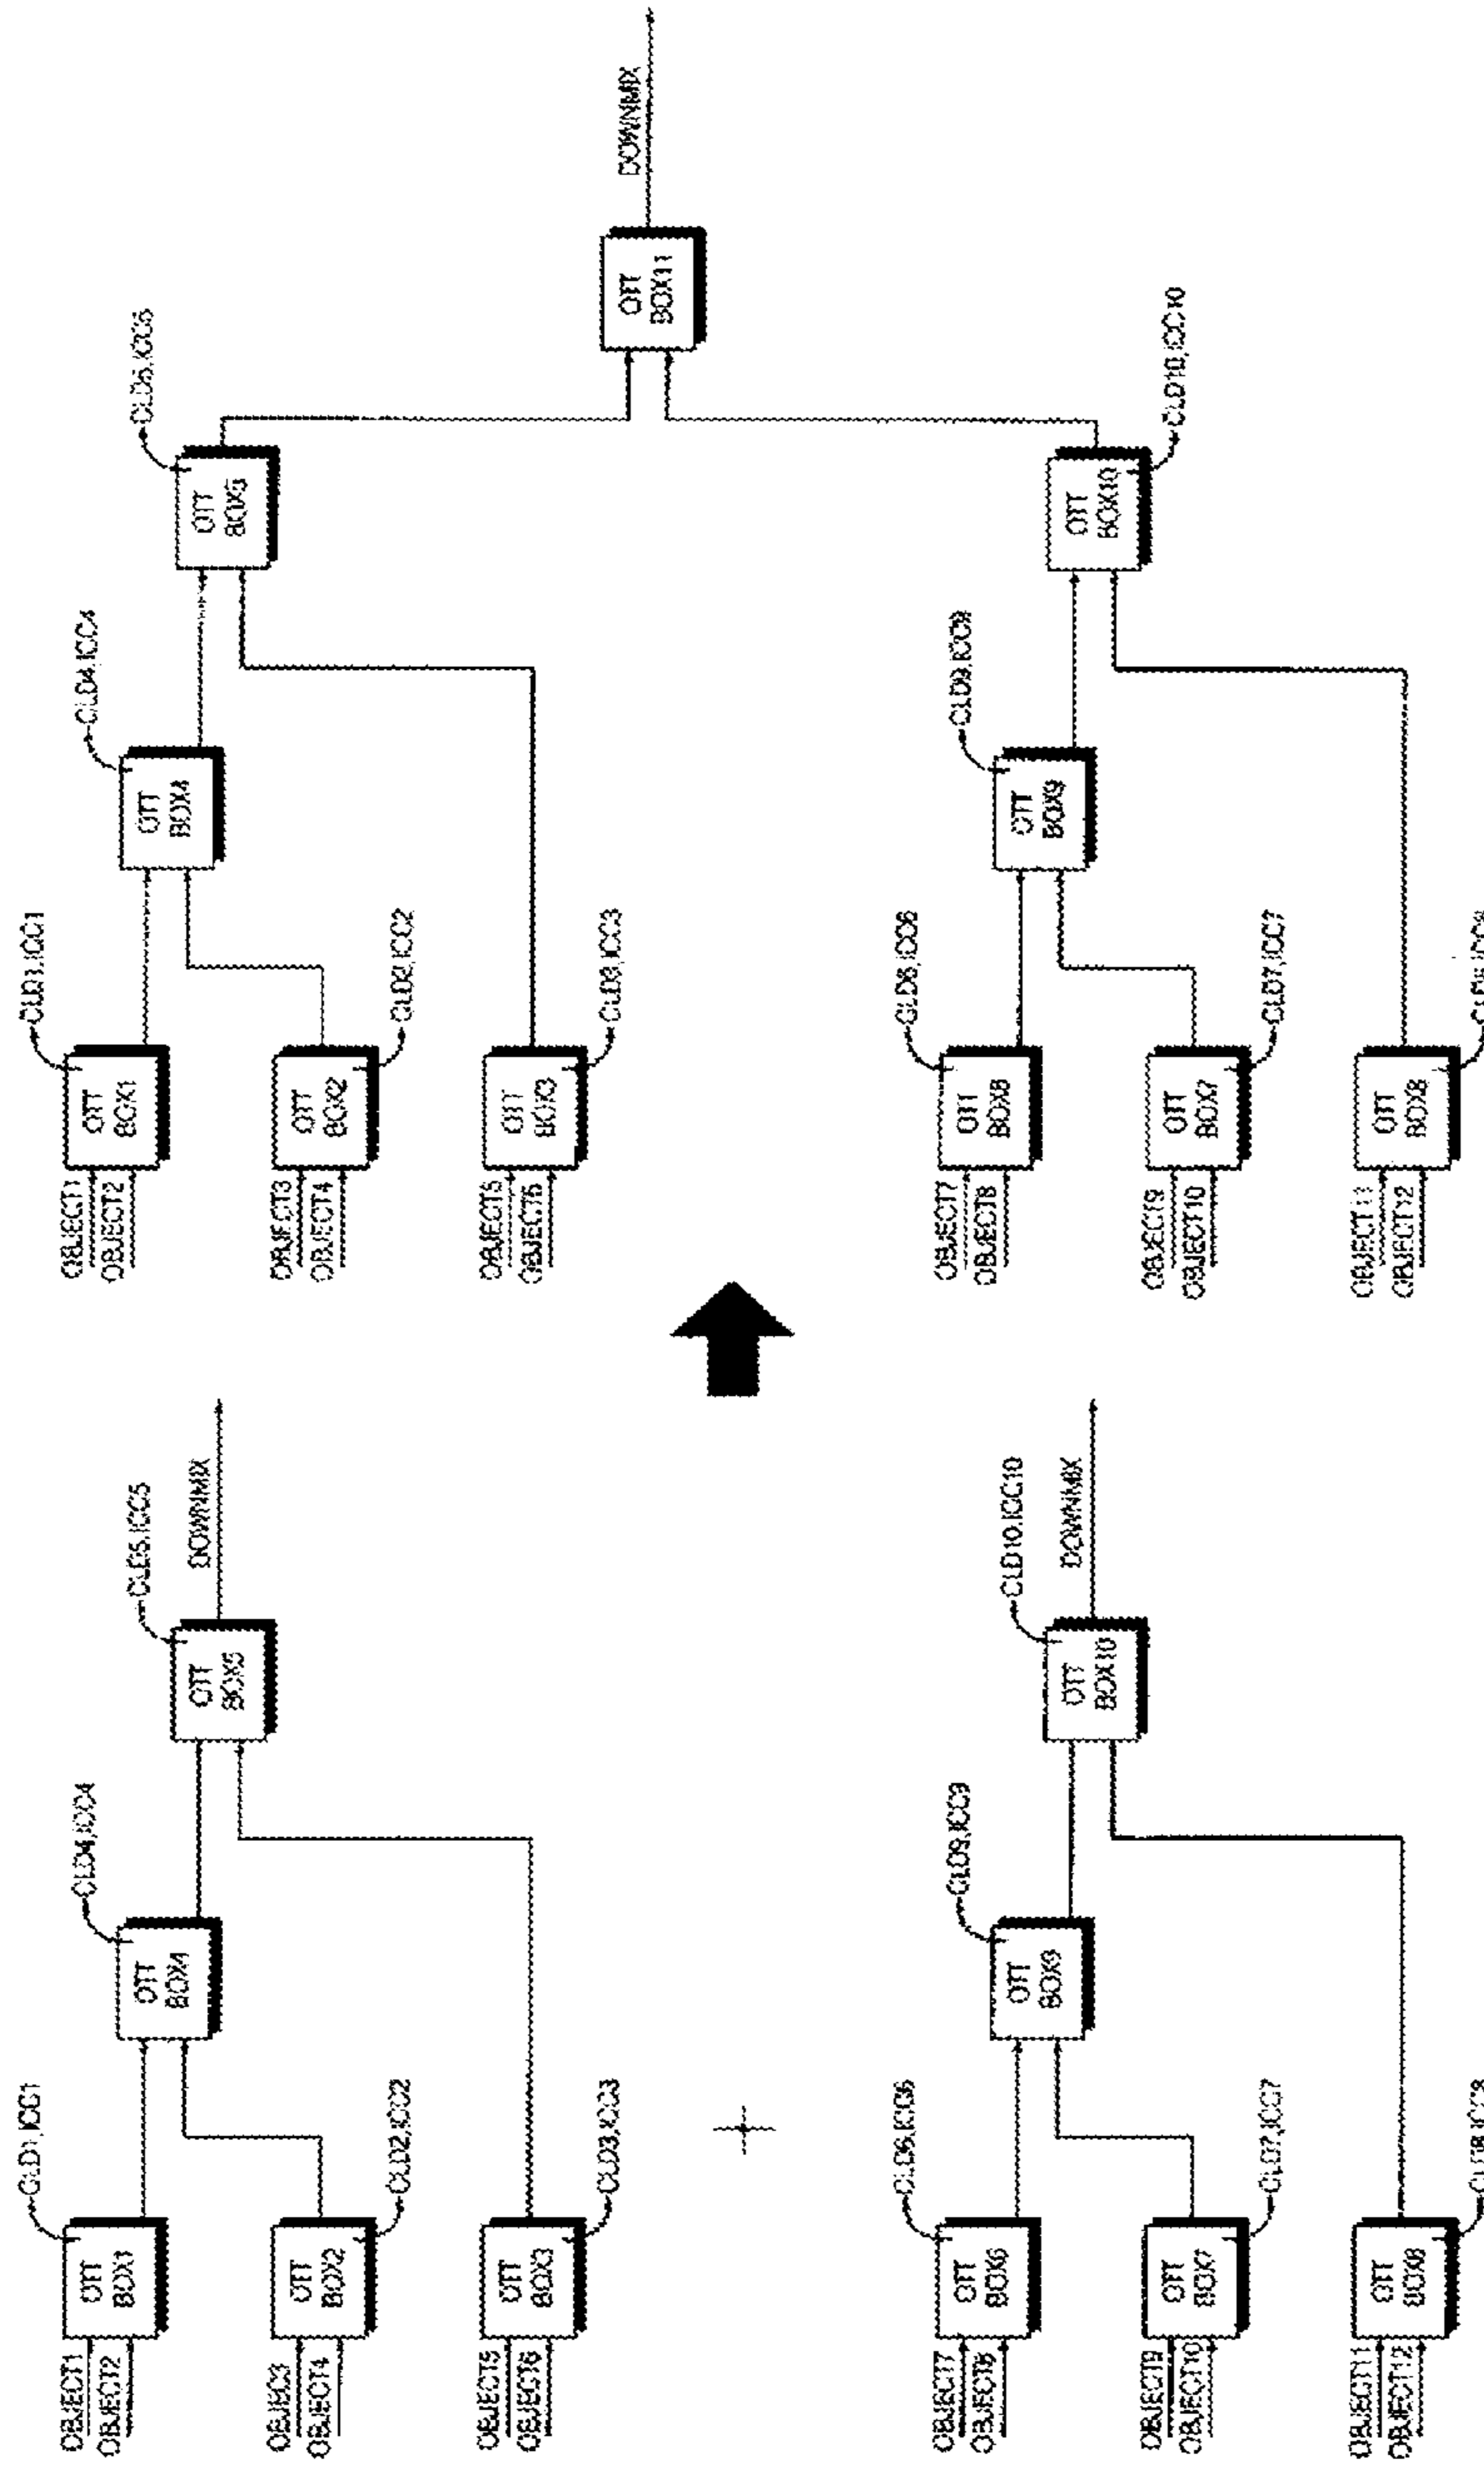 OBJECT1
OBJECT2
OTT
BOX1
CLD1,ICC1
OBJEC3
OBJECT4
OTT
BOX2
CLD2,ICC2
OBJECT5
OBJECT6
OTT
BOX3
CLD3,ICC3
OTT
BOX4
CLD4,ICC4
OTT
BOX5
CLD5,ICC5
DOWNMIX
OBJECT7
OBJECT8
OTT
BOX6
CLD6,ICC6
OBJECT9
OBJECT10
OTT
BOX7
CLD7,ICC7
OBJECT11
OBJECT12
OTT
BOX8
CLD8,ICC8
OTT
BOX9
CLD9,ICC9
OTT
BOX10
CLD10,ICC10
DOWNMIX
OBJECT1
OBJECT2
OTT
BOX1
CLD1,ICC1
OBJECT3
OBJECT4
OTT
BOX2
CLD2,ICC2
OBJECT5
OBJECT6
OTT
BOX3
CLD3,ICC3
OTT
BOX4
CLD4,ICC4
OTT
BOX5
CLD5,ICC5
OBJECT7
OBJECT8
OTT
BOX6
CLD6,ICC6
OBJECT9
OBJECT10
OTT
BOX7
CLD7,ICC7
OBJECT11
OBJECT12
OTT
BOX8
OTT
BOX9
CLD9,ICC9
OTT
BOX10
CLD10,ICC10
OTT
BOX11
DOWNMIX